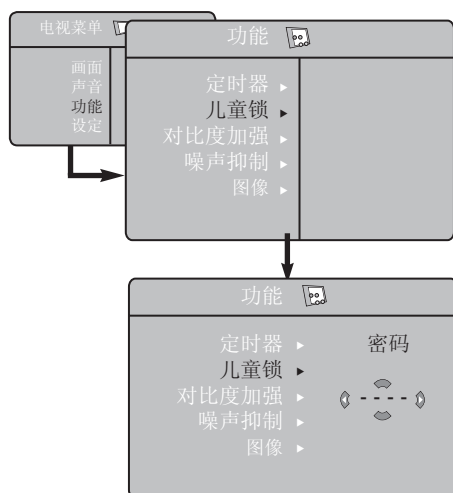 电视菜单
画面
声音
功能
设定
功能
定时器
儿童锁
对比度加强
噪声抑制
图像
功能
定时器
儿童锁
对比度加强
噪声抑制
图像
密码
- - - -